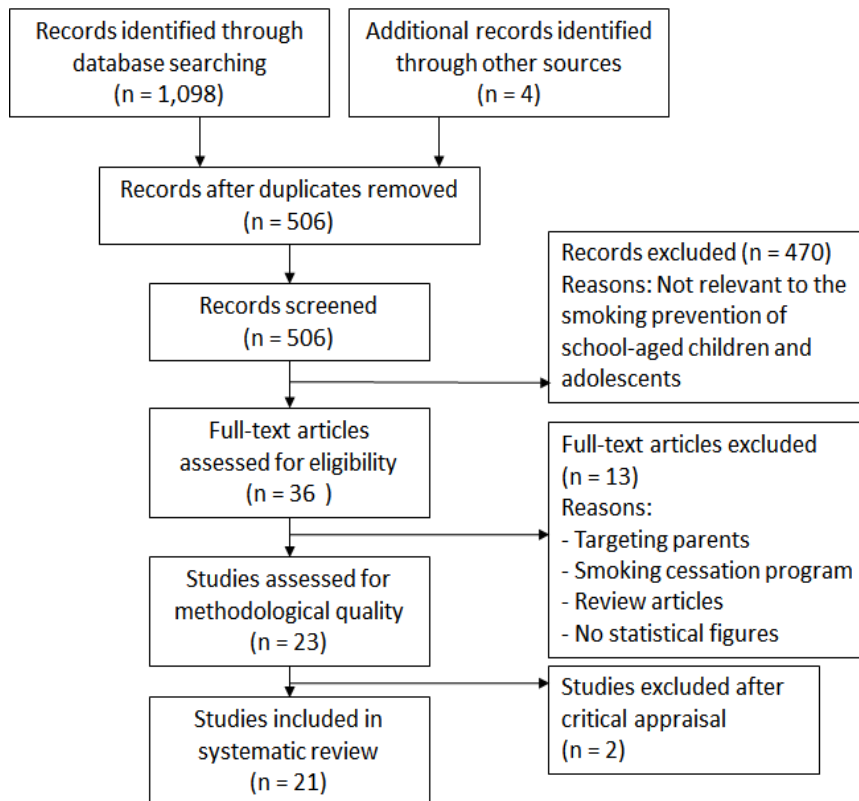 Records identified through
database searching
(n = 1,098)
Additional records identified
through other sources
(n = 4)
Records after duplicates removed
(n = 506)
Records screened
(n = 506)
Records excluded (n = 470)
Reasons: Not relevant to the
smoking prevention of
school-aged children and
adolescents
Full-text articles
assessed for eligibility
(n = 36 )
Full-text articles excluded
(n = 13)
Reasons:
- Targeting parents
- Smoking cessation program
- Review articles
- No statistical figures
Studies assessed for
methodological quality
(n = 23)
Studies excluded after
critical appraisal
(n = 2)
Studies included in
systematic review
(n = 21)